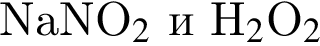 NaNO₂ и H₂O₂